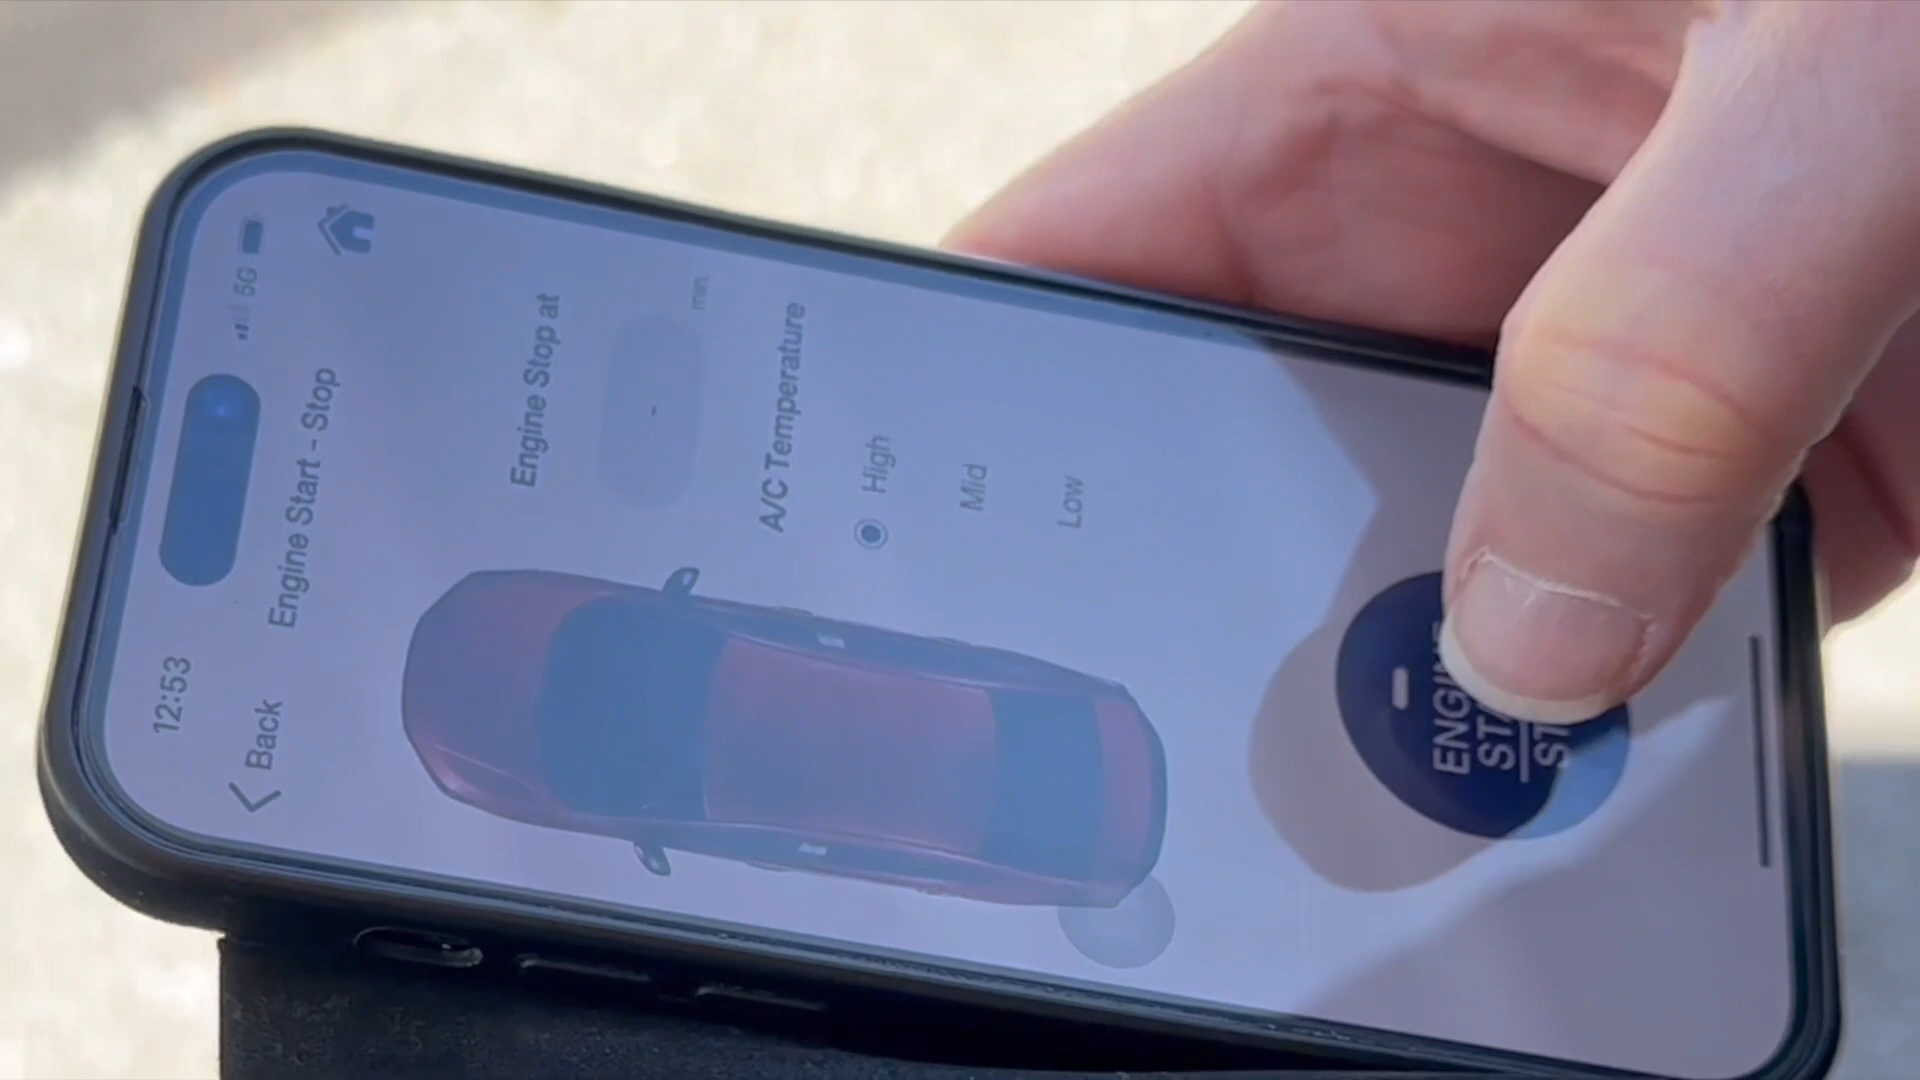 12:53
5G
Back
Engine Start - Stop
Engine Stop at
-
min.
A/C Temperature
High
Mid
Low